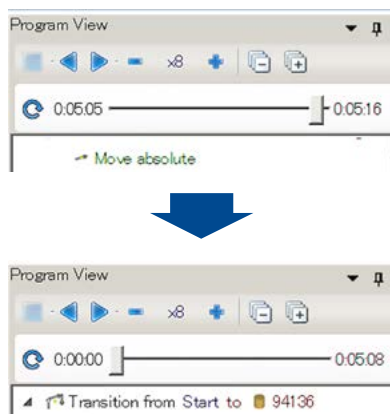 Program View
x8
0:05:05 0:05:16
Move absolute
Program View
x8
0:00:00 0:05:08
Transition from Start to 94136